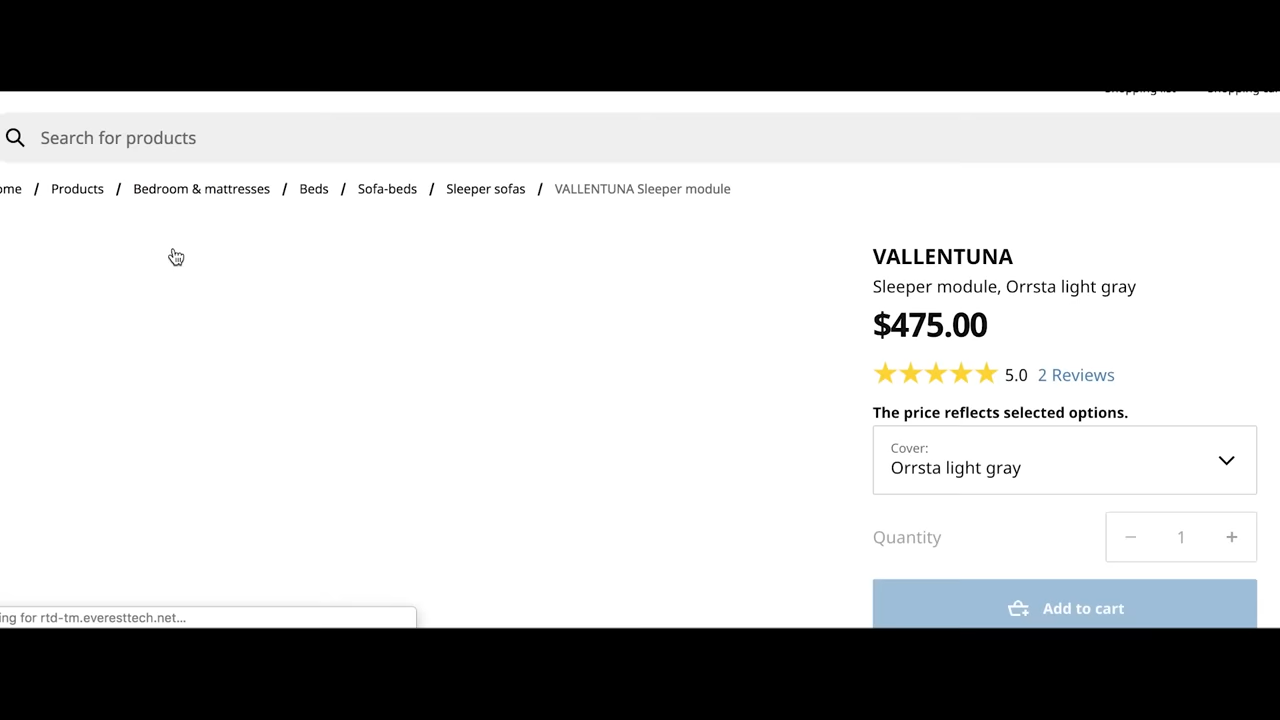 Search for products
ome / Products / Bedroom & mattresses / Beds / Sofa-beds / Sleeper sofas / VALLENTUNA Sleeper module
VALLENTUNA
Sleeper module, Orrsta light gray
$475.00
5.0 2 Reviews
The price reflects selected options.
Cover:
Orrsta light gray
Quantity − 1 +
Add to cart
ing for rtd-tm.everesttech.net...